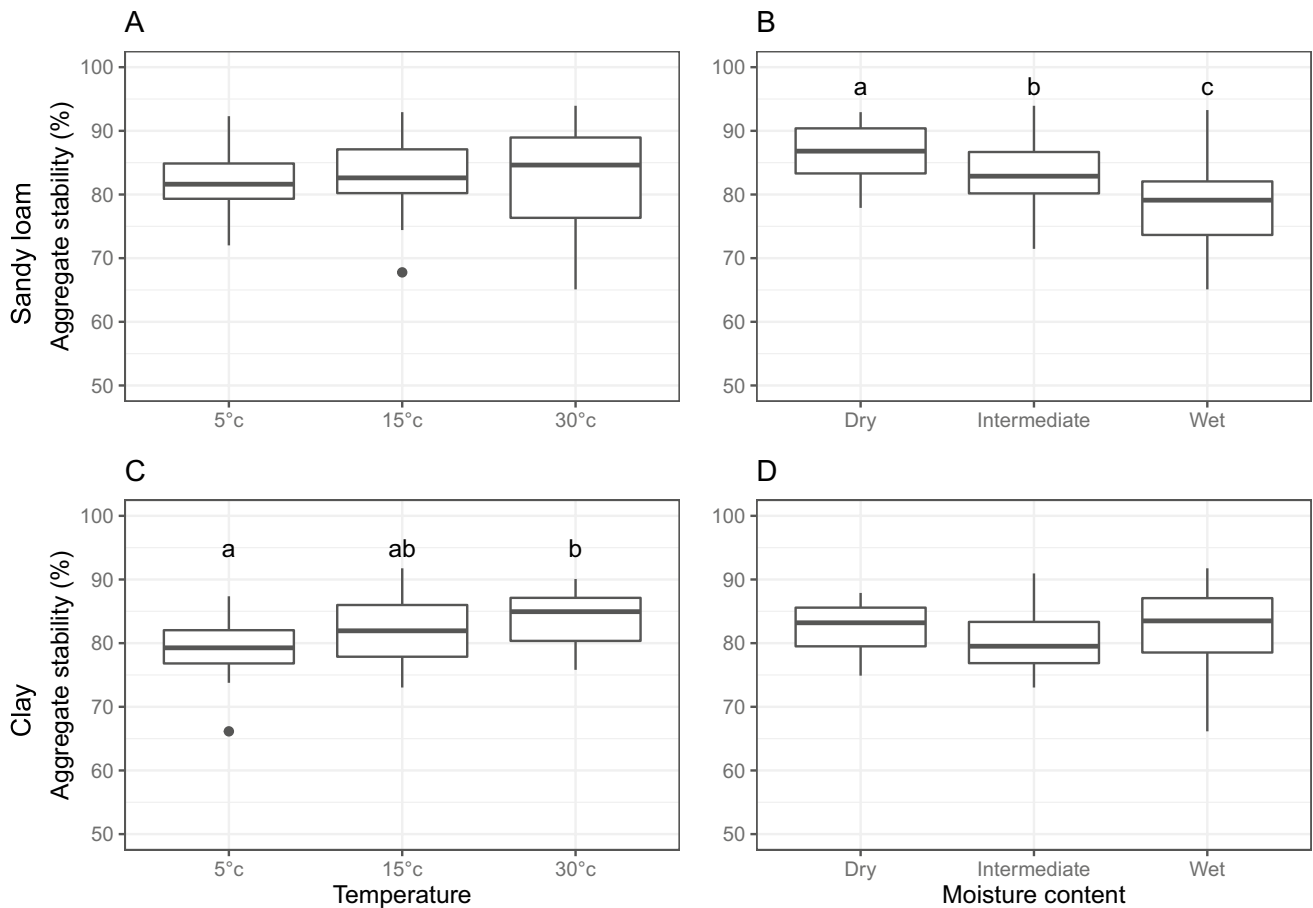 A
B
Sandy loam
Aggregate stability (%)
100
90
80
70
60
50
5°c
15°c
30°c
100
90
80
70
60
50
a
b
c
Dry
Intermediate
Wet
C
D
Clay
Aggregate stability (%)
100
90
80
70
60
50
a
ab
b
5°c
15°c
30°c
Temperature
100
90
80
70
60
50
Dry
Intermediate
Wet
Moisture content